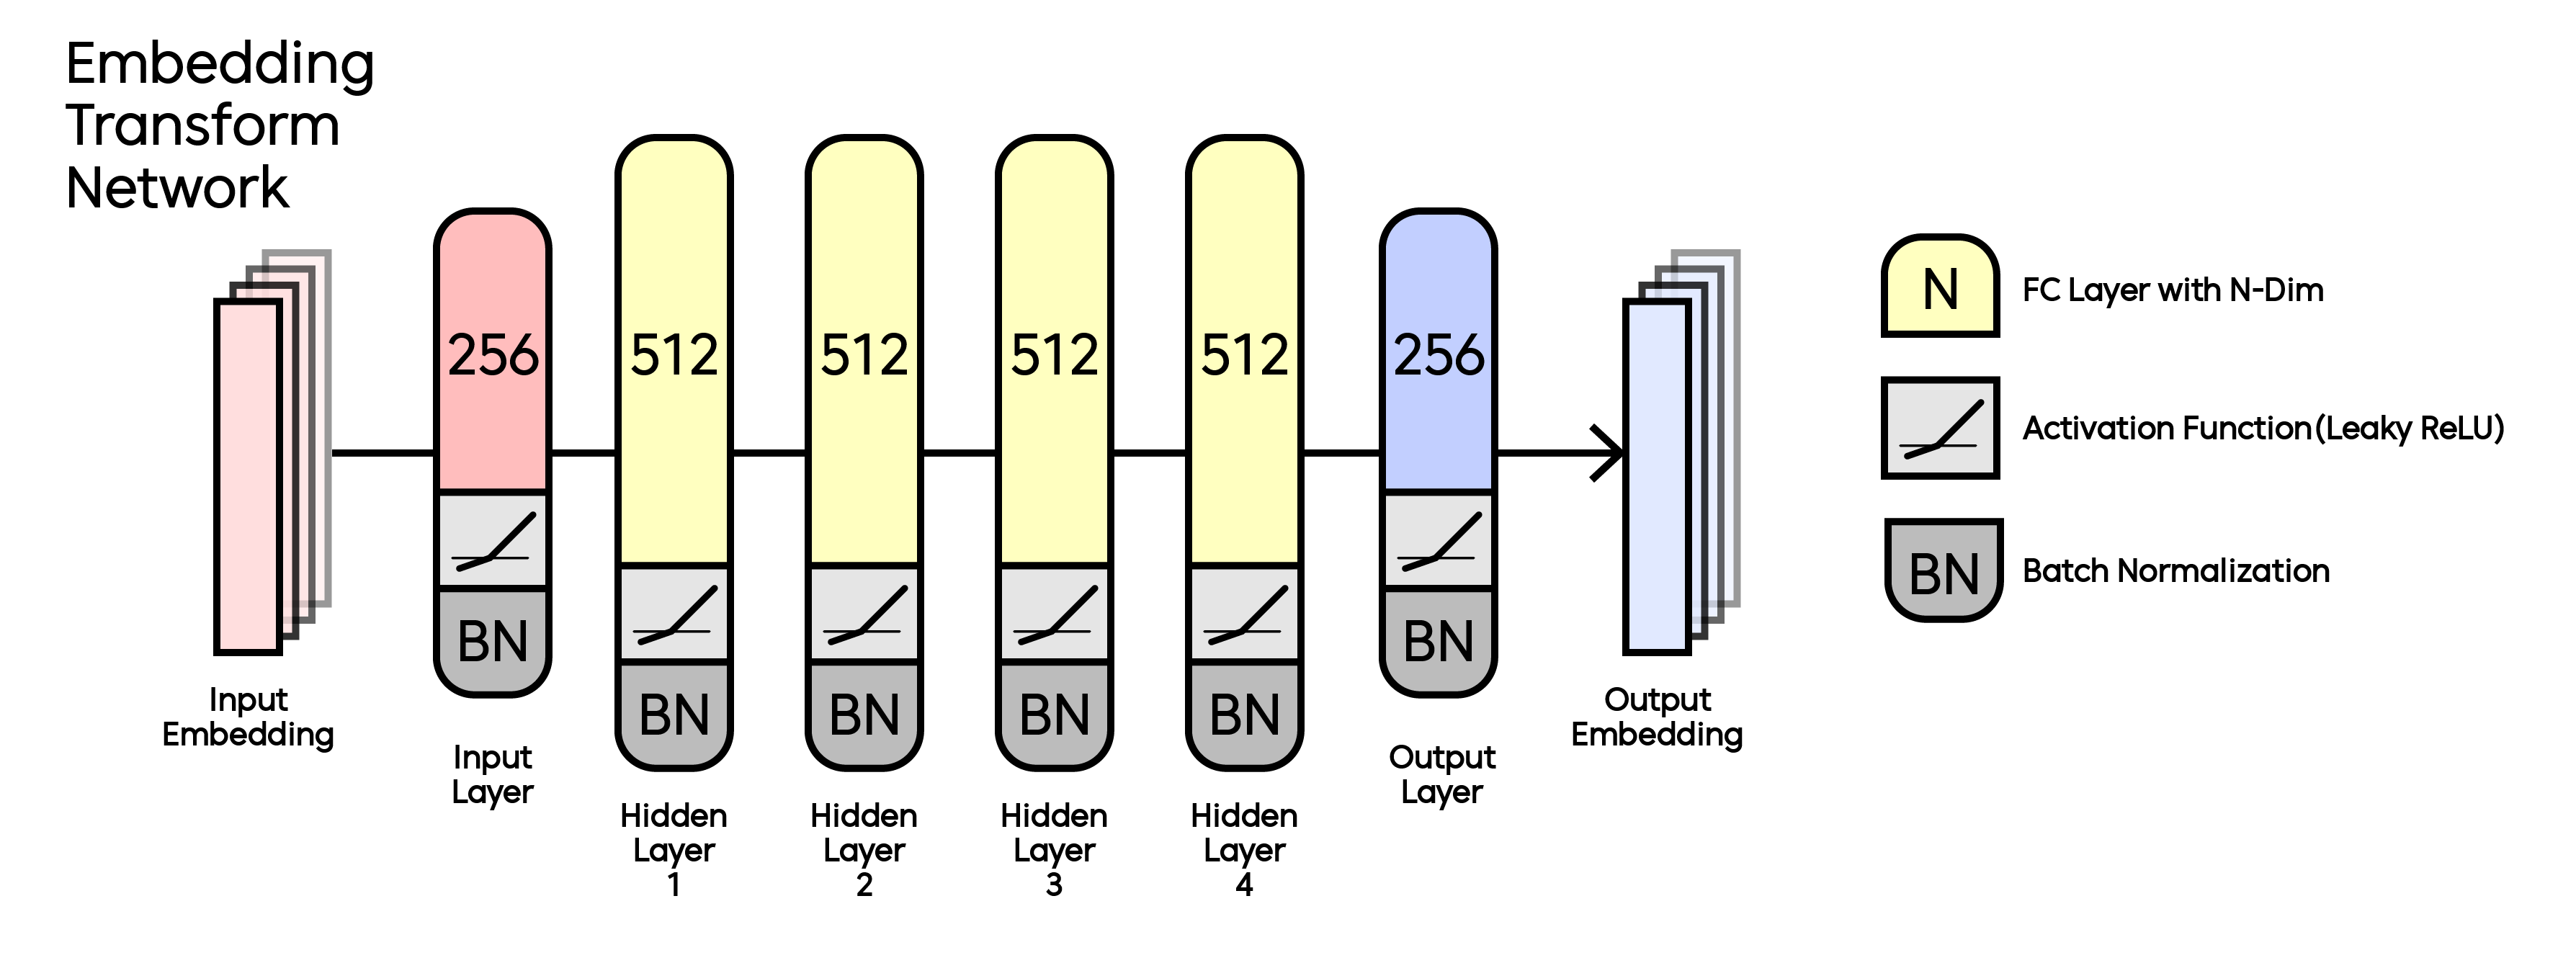 Embedding
Transform
Network
256
512
512
512
512
256
BN
BN
BN
BN
BN
BN
Input
Embedding
Input
Layer
Hidden
Layer
1
Hidden
Layer
2
Hidden
Layer
3
Hidden
Layer
4
Output
Layer
Output
Embedding
N
FC Layer with N-Dim
Activation Function(Leaky ReLU)
BN
Batch Normalization